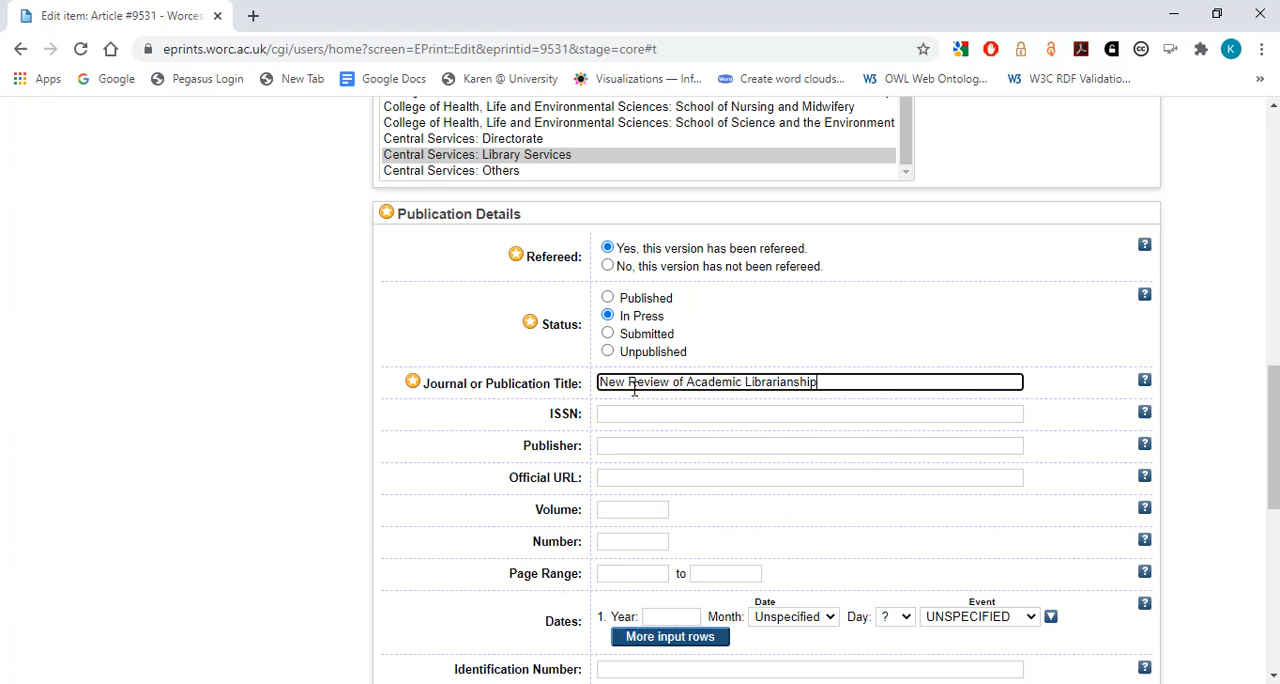 Edit item: Article #9531 - Worces
eprints.worc.ac.uk/cgi/users/home?screen=EPrint::Edit&eprintid=9531&stage=core#t
K
Apps Google Pegasus Login New Tab Google Docs Karen @ University Visualizations — Inf... Create word clouds... OWL Web Ontolog... W3C RDF Validatio... »
College of Health, Life and Environmental Sciences: School of Nursing and Midwifery
College of Health, Life and Environmental Sciences: School of Science and the Environment
Central Services: Directorate
Central Services: Library Services
Central Services: Others
Publication Details
Refereed: Yes, this version has been refereed.
No, this version has not been refereed.
Status: Published
In Press
Submitted
Unpublished
Journal or Publication Title: New Review of Academic Librarianship
ISSN:
Publisher:
Official URL:
Volume:
Number:
Page Range: to
Date Event
Dates: 1. Year: Month: Unspecified Day: ? UNSPECIFIED
More input rows
Identification Number: